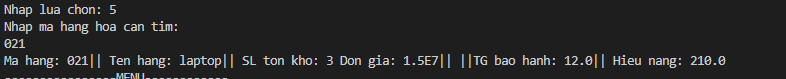 Nhap lua chon: 5
Nhap ma hang hoa can tim:
021
Ma hang: 021|| Ten hang: laptop|| SL ton kho: 3 Don gia: 1.5E7|| ||TG bao hanh: 12.0|| Hieu nang: 210.0
----------------MENU------------